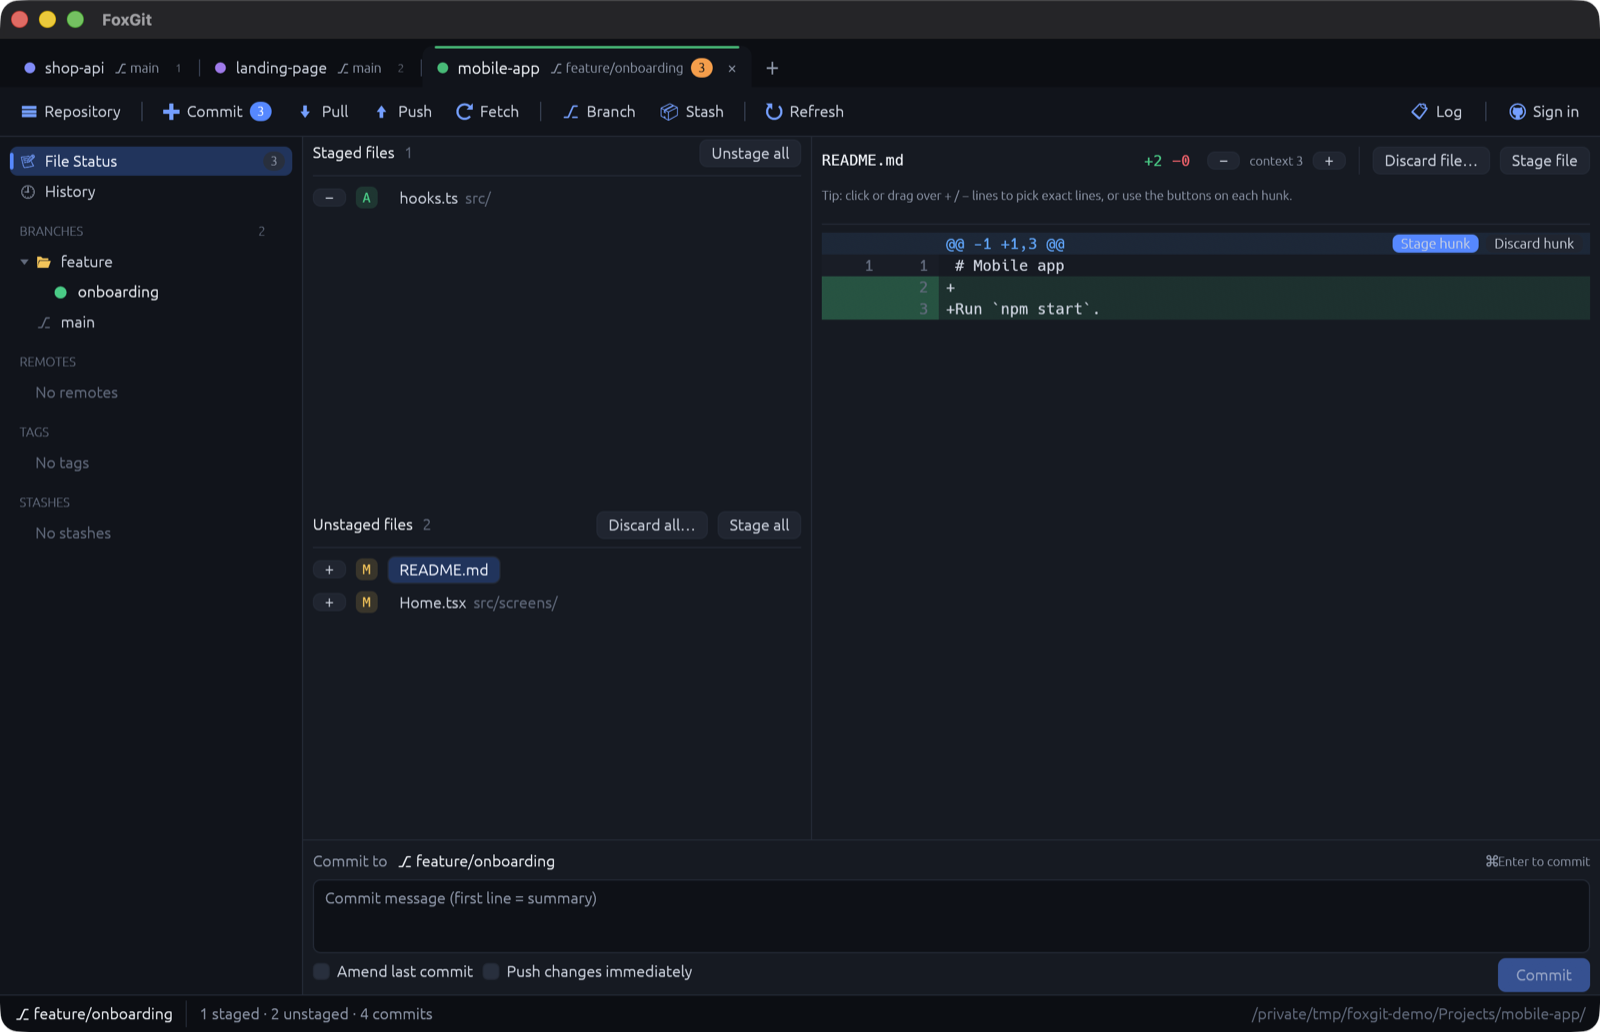 FoxGit
shop-api main 1
landing-page main 2
mobile-app feature/onboarding 3 × +
Repository
Commit 3
Pull
Push
Fetch
Branch
Stash
Refresh
Log
Sign in
File Status 3
History
BRANCHES 2
feature
onboarding
main
REMOTES
No remotes
TAGS
No tags
STASHES
No stashes
Staged files 1
Unstage all
− A hooks.ts src/
Unstaged files 2
Discard all...
Stage all
+ M README.md
+ M Home.tsx src/screens/
README.md
+2 −0
− context 3 +
Discard file...
Stage file
Tip: click or drag over + / − lines to pick exact lines, or use the buttons on each hunk.
@@ -1 +1,3 @@
Stage hunk
Discard hunk
1 1 # Mobile app
2 +
3 +Run `npm start`.
Commit to feature/onboarding
⌘Enter to commit
Commit message (first line = summary)
Amend last commit
Push changes immediately
Commit
feature/onboarding
1 staged · 2 unstaged · 4 commits
/private/tmp/foxgit-demo/Projects/mobile-app/